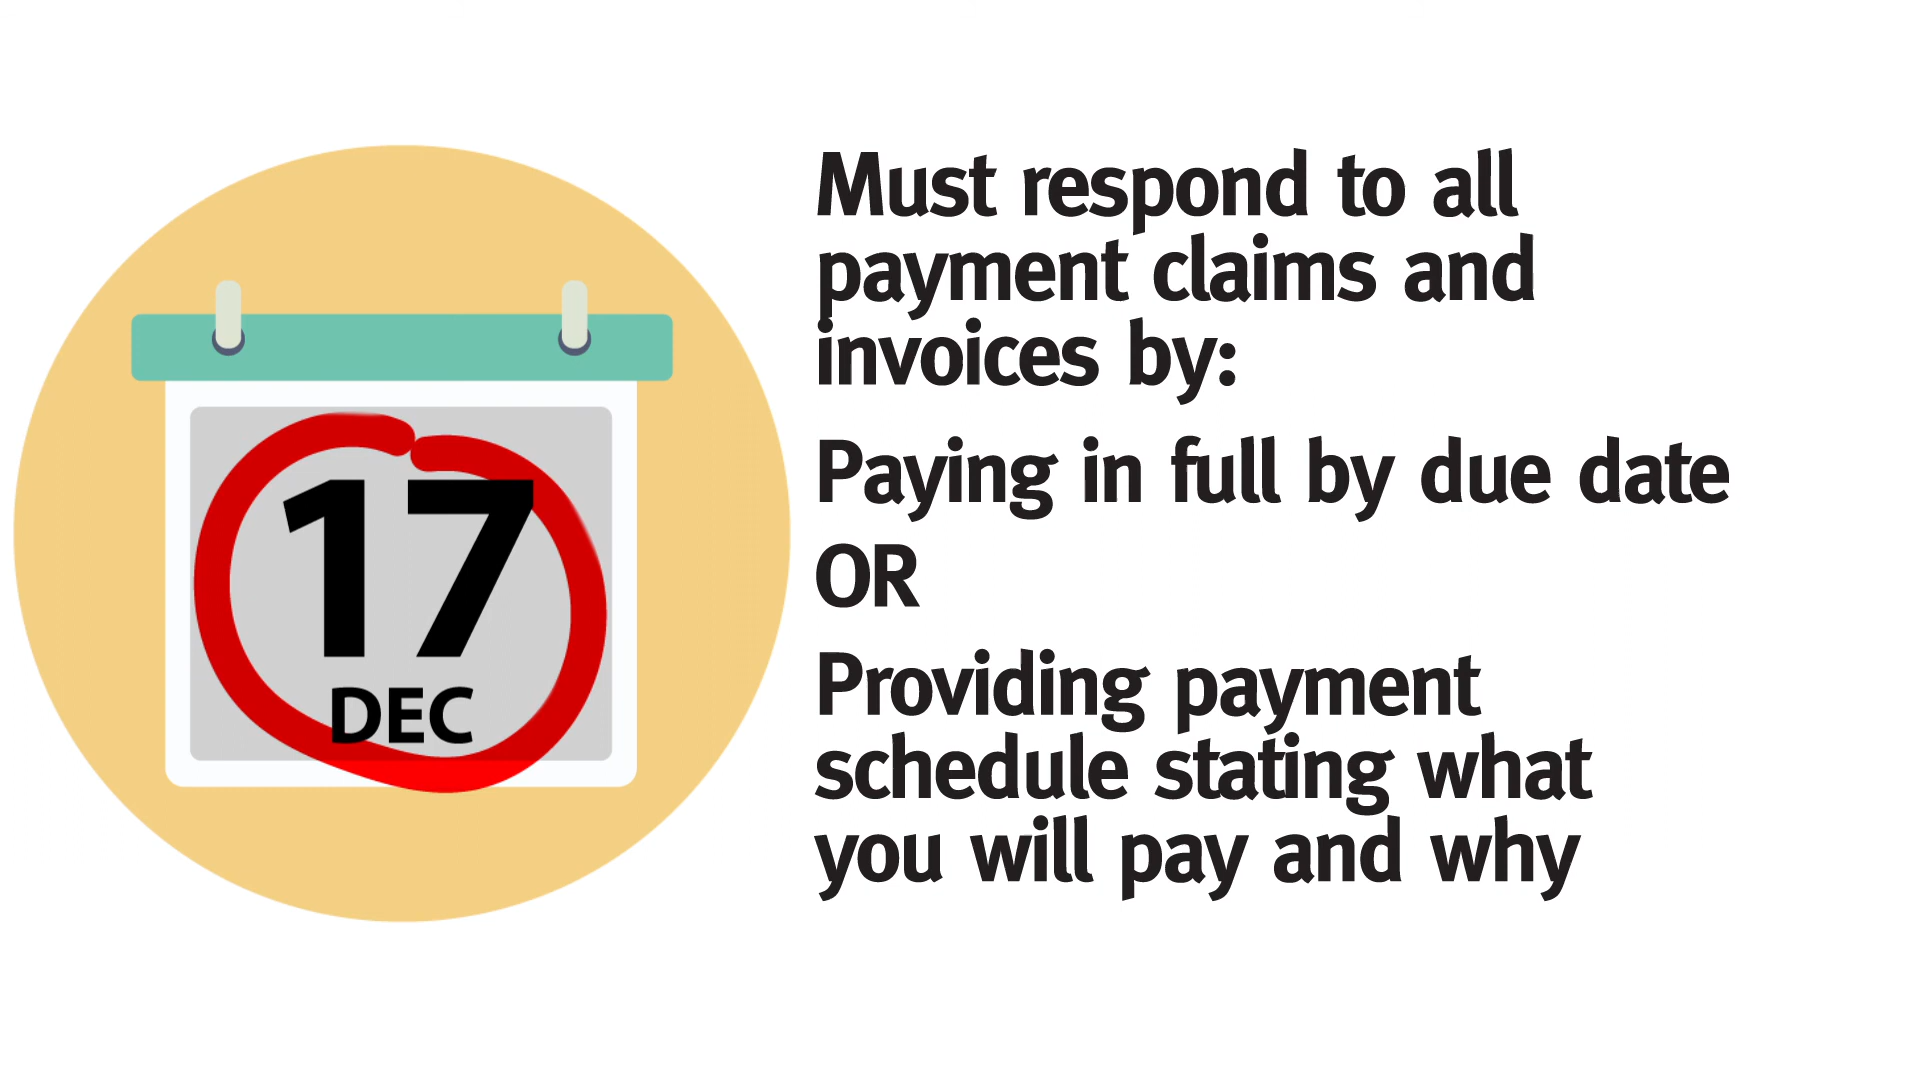 17
DEC
Must respond to all
payment claims and
invoices by:
Paying in full by due date
OR
Providing payment
schedule stating what
you will pay and why